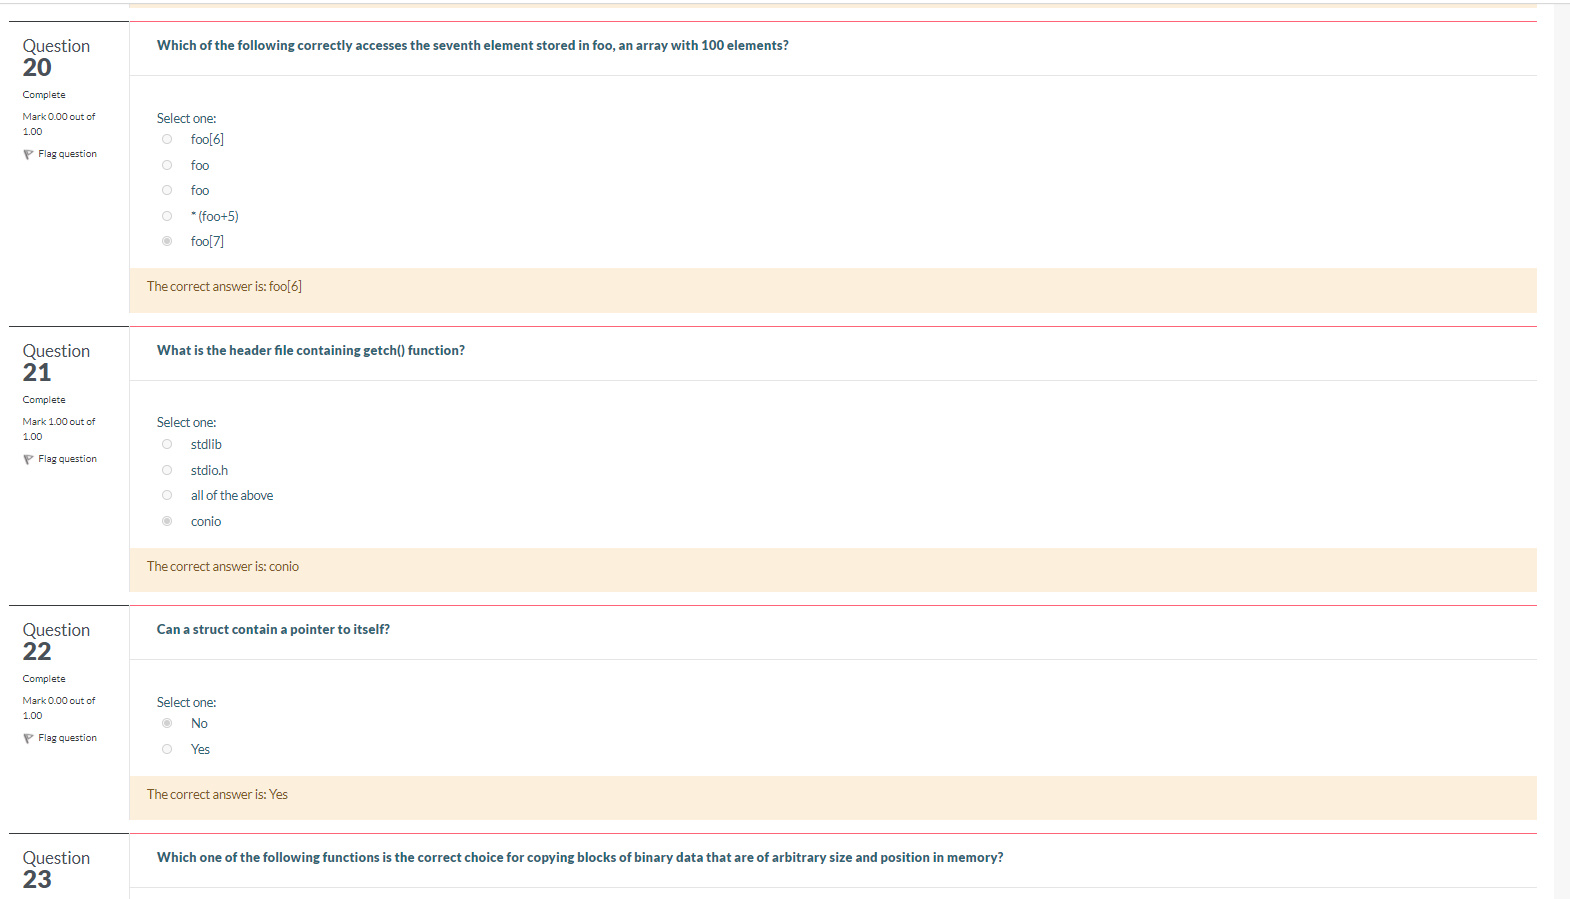 Question
20
Complete
Mark 0.00 out of
1.00
Flag question
Which of the following correctly accesses the seventh element stored in foo, an array with 100 elements?
Select one:
foo[6]
foo
foo
*(foo+5)
foo[7]
The correct answer is: foo[6]
Question
21
Complete
Mark 1.00 out of
1.00
Flag question
What is the header file containing getch() function?
Select one:
stdlib
stdio.h
all of the above
conio
The correct answer is: conio
Question
22
Complete
Mark 0.00 out of
1.00
Flag question
Can a struct contain a pointer to itself?
Select one:
No
Yes
The correct answer is: Yes
Question
23
Which one of the following functions is the correct choice for copying blocks of binary data that are of arbitrary size and position in memory?